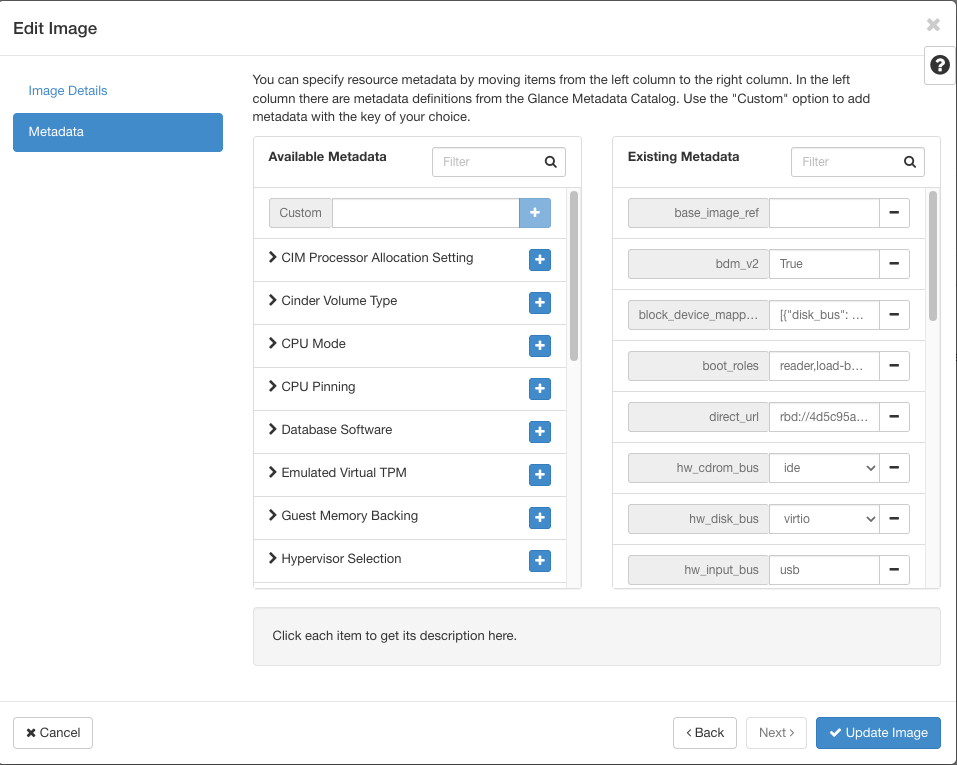 Edit Image
Image Details
Metadata
You can specify resource metadata by moving items from the left column to the right column. In the left
column there are metadata definitions from the Glance Metadata Catalog. Use the "Custom" option to add
metadata with the key of your choice.
Available Metadata
Filter
Custom
CIM Processor Allocation Setting
Cinder Volume Type
CPU Mode
CPU Pinning
Database Software
Emulated Virtual TPM
Guest Memory Backing
Hypervisor Selection
Existing Metadata
Filter
base_image_ref
bdm_v2 True
block_device_mapp... [{"disk_bus": ...
boot_roles reader,load-b...
direct_url rbd://4d5c95a...
hw_cdrom_bus ide
hw_disk_bus virtio
hw_input_bus usb
Click each item to get its description here.
Cancel
Back
Next
Update Image